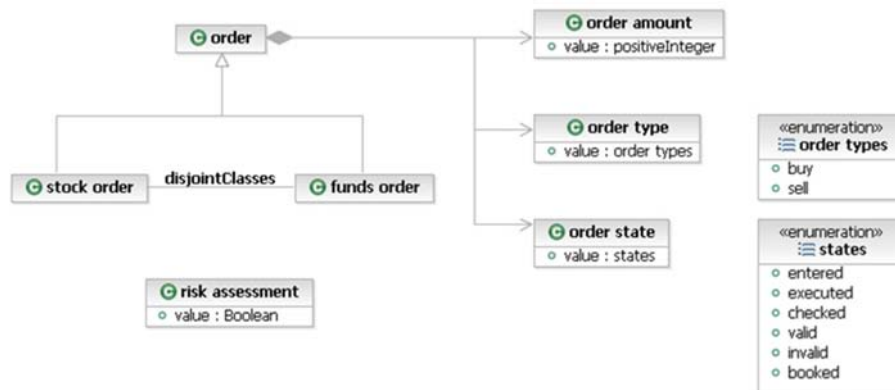 order
order amount
value : positiveInteger
order type
value : order types
«enumeration»
order types
buy
sell
stock order
disjointClasses
funds order
order state
value : states
«enumeration»
states
entered
executed
checked
valid
invalid
booked
risk assessment
value : Boolean